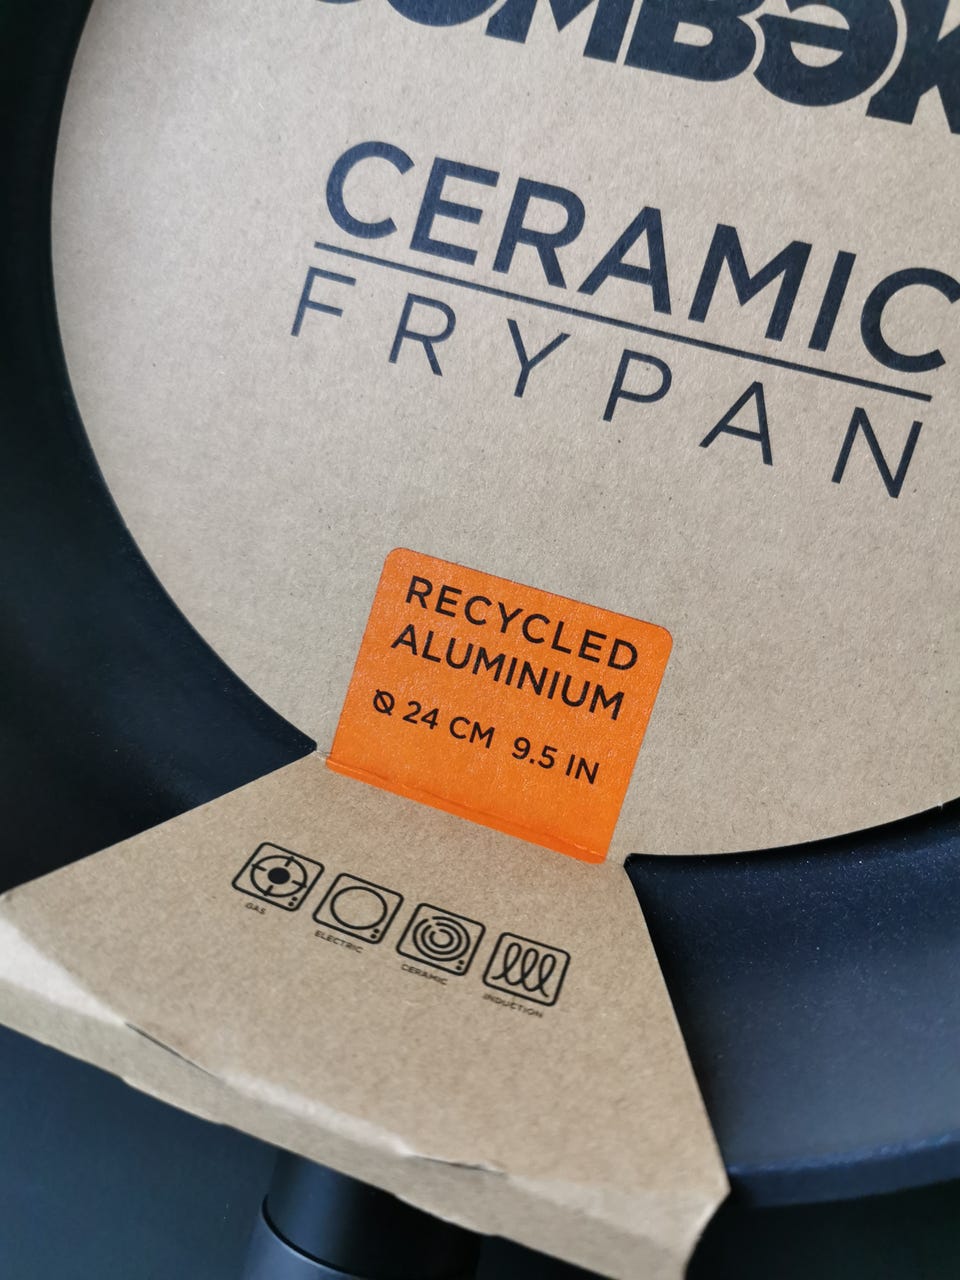 CERAMIC
FRYPAN
RECYCLED
ALUMINIUM
Ø 24 CM 9.5 IN
GAS
ELECTRIC
CERAMIC
INDUCTION